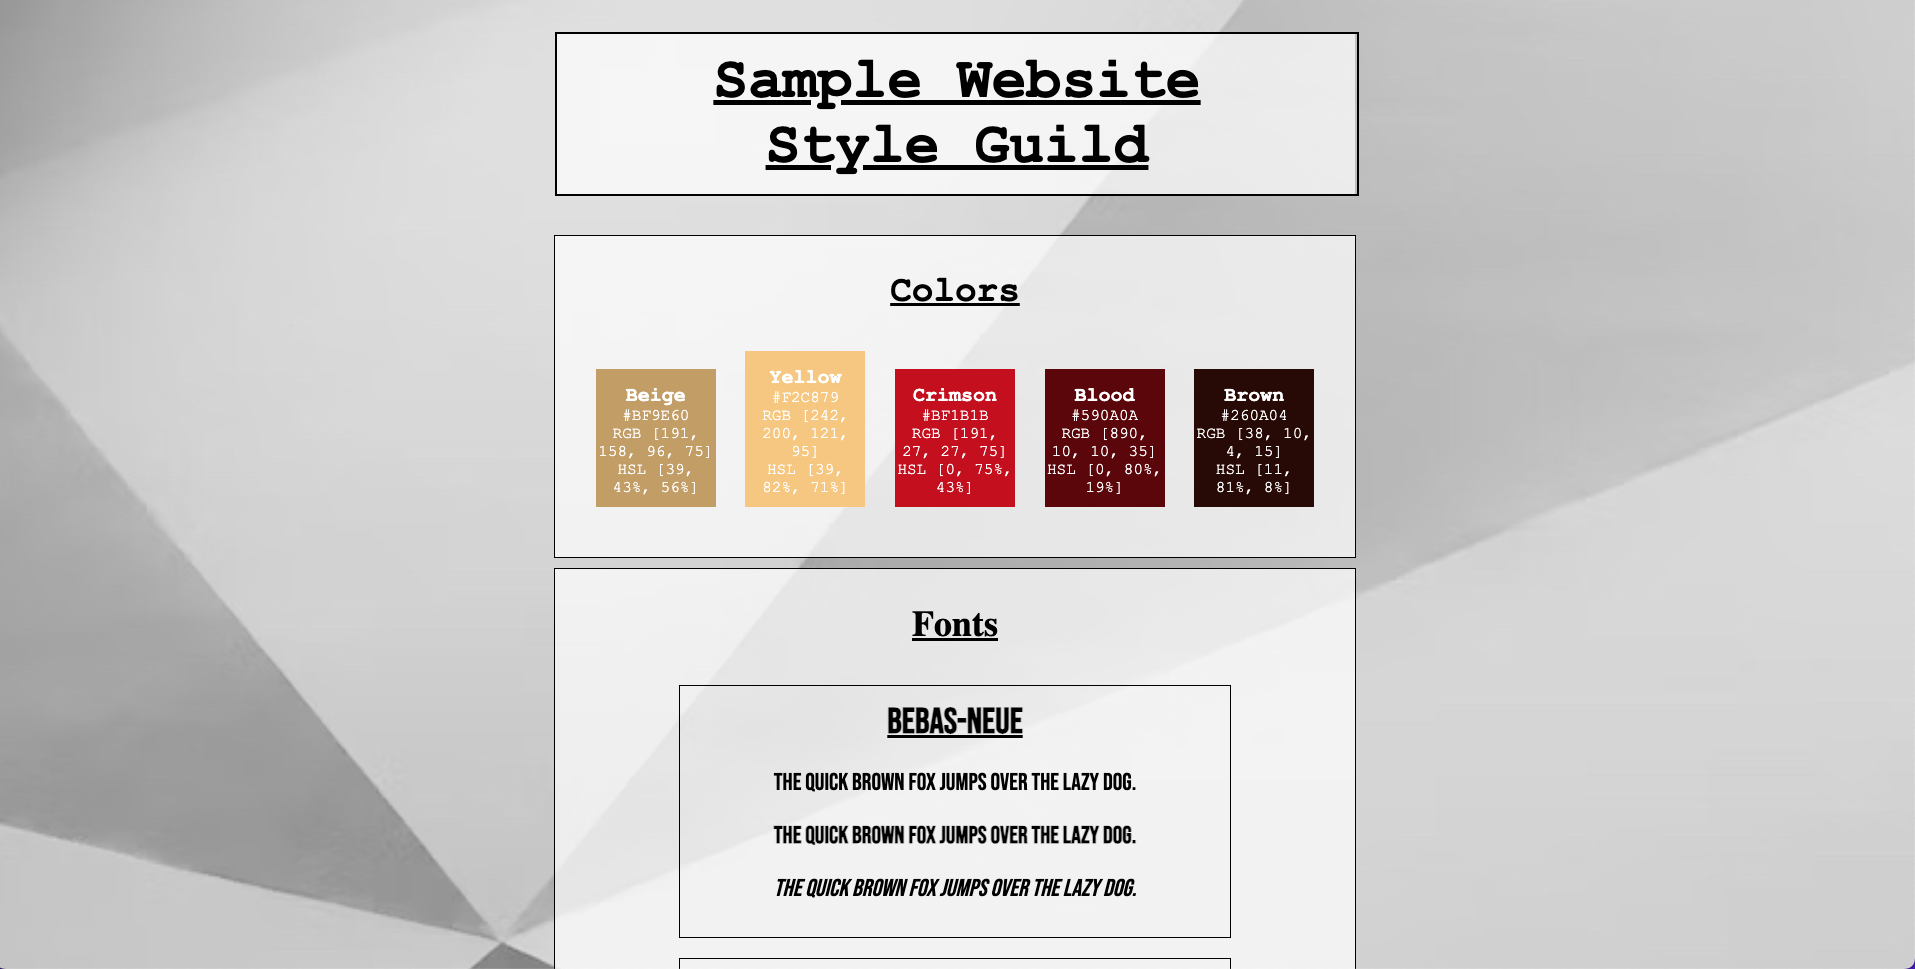 Sample Website
Style Guild
Colors
Beige
#BF9E60
RGB [191,
158, 96, 75]
HSL [39,
43%, 56%]
Yellow
#F2C879
RGB [242,
200, 121,
95]
HSL [39,
82%, 71%]
Crimson
#BF1B1B
RGB [191,
27, 27, 75]
HSL [0, 75%,
43%]
Blood
#590A0A
RGB [890,
10, 10, 35]
HSL [0, 80%,
19%]
Brown
#260A04
RGB [38, 10,
4, 15]
HSL [11,
81%, 8%]
Fonts
BEBAS-NEUE
THE QUICK BROWN FOX JUMPS OVER THE LAZY DOG.
THE QUICK BROWN FOX JUMPS OVER THE LAZY DOG.
THE QUICK BROWN FOX JUMPS OVER THE LAZY DOG.